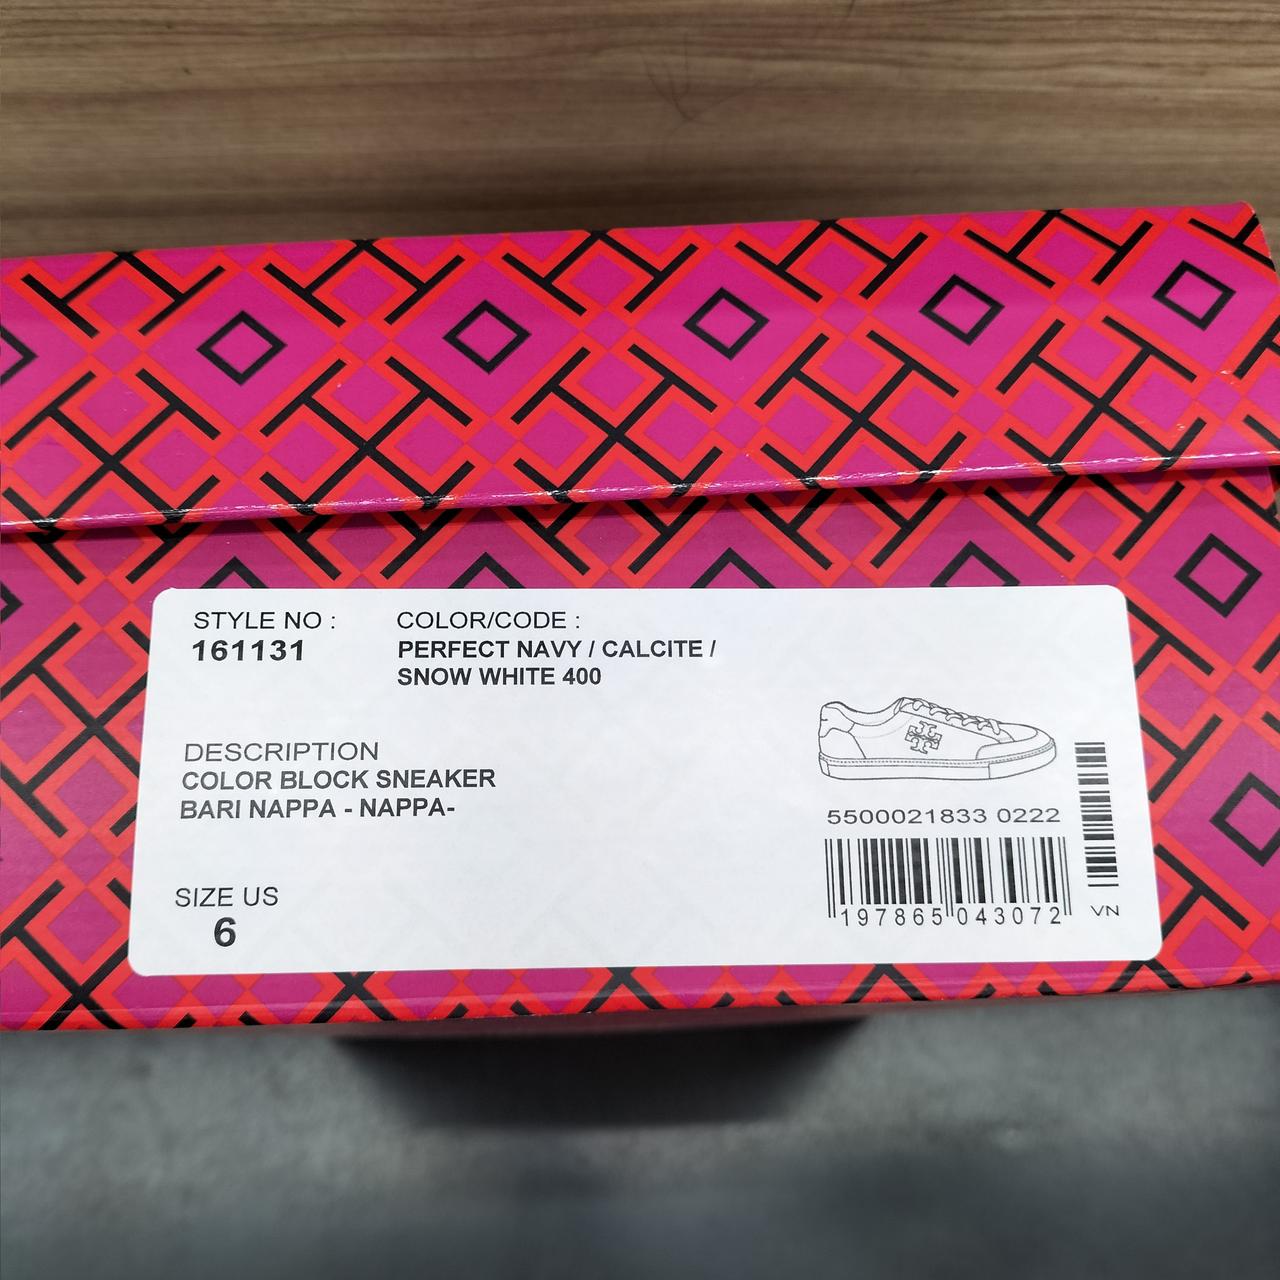 STYLE NO :
161131
COLOR/CODE :
PERFECT NAVY / CALCITE /
SNOW WHITE 400
DESCRIPTION
COLOR BLOCK SNEAKER
BARI NAPPA - NAPPA-
SIZE US
6
5500021833 0222
197865 043072
VN